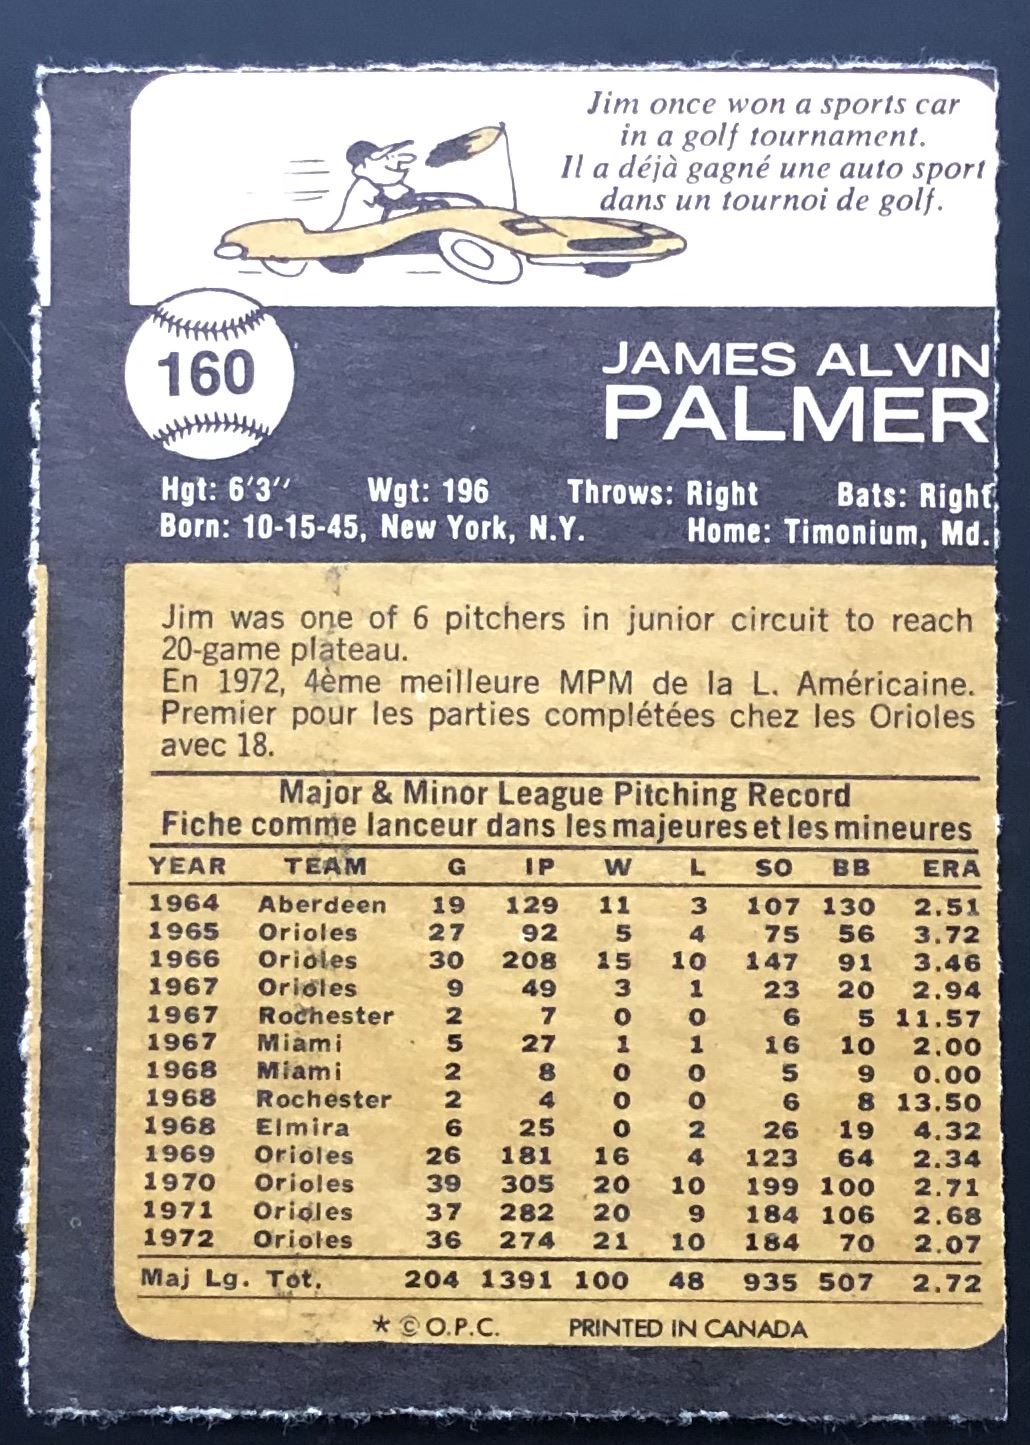 Jim once won a sports car
in a golf tournament.
Il a déjà gagné une auto sport
dans un tournoi de golf.
160
JAMES ALVIN
PALMER
Hgt: 6'3" Wgt: 196 Throws: Right Bats: Right
Born: 10-15-45, New York, N.Y. Home: Timonium, Md.
Jim was one of 6 pitchers in junior circuit to reach
20-game plateau.
En 1972, 4ème meilleure MPM de la L. Américaine.
Premier pour les parties complétées chez les Orioles
avec 18.
Major & Minor League Pitching Record
Fiche comme lanceur dans les majeures et les mineures
YEAR TEAM G IP W L SO BB ERA
1964 Aberdeen 19 129 11 3 107 130 2.51
1965 Orioles 27 92 5 4 75 56 3.72
1966 Orioles 30 208 15 10 147 91 3.46
1967 Orioles 9 49 3 1 23 20 2.94
1967 Rochester 2 7 0 0 6 5 11.57
1967 Miami 5 27 1 1 16 10 2.00
1968 Miami 2 8 0 0 5 9 0.00
1968 Rochester 2 4 0 0 6 8 13.50
1968 Elmira 6 25 0 2 26 19 4.32
1969 Orioles 26 181 16 4 123 64 2.34
1970 Orioles 39 305 20 10 199 100 2.71
1971 Orioles 37 282 20 9 184 106 2.68
1972 Orioles 36 274 21 10 184 70 2.07
Maj Lg. Tot. 204 1391 100 48 935 507 2.72
* © O.P.C. PRINTED IN CANADA